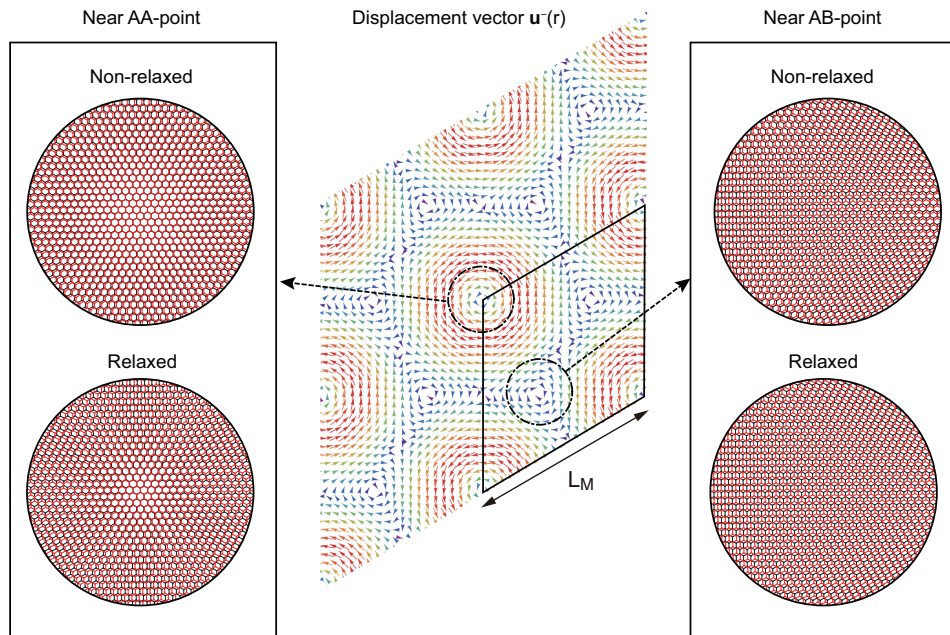 Near AA-point
Displacement vector u⁻(r)
Near AB-point
Non-relaxed
Non-relaxed
Relaxed
Relaxed
L_M